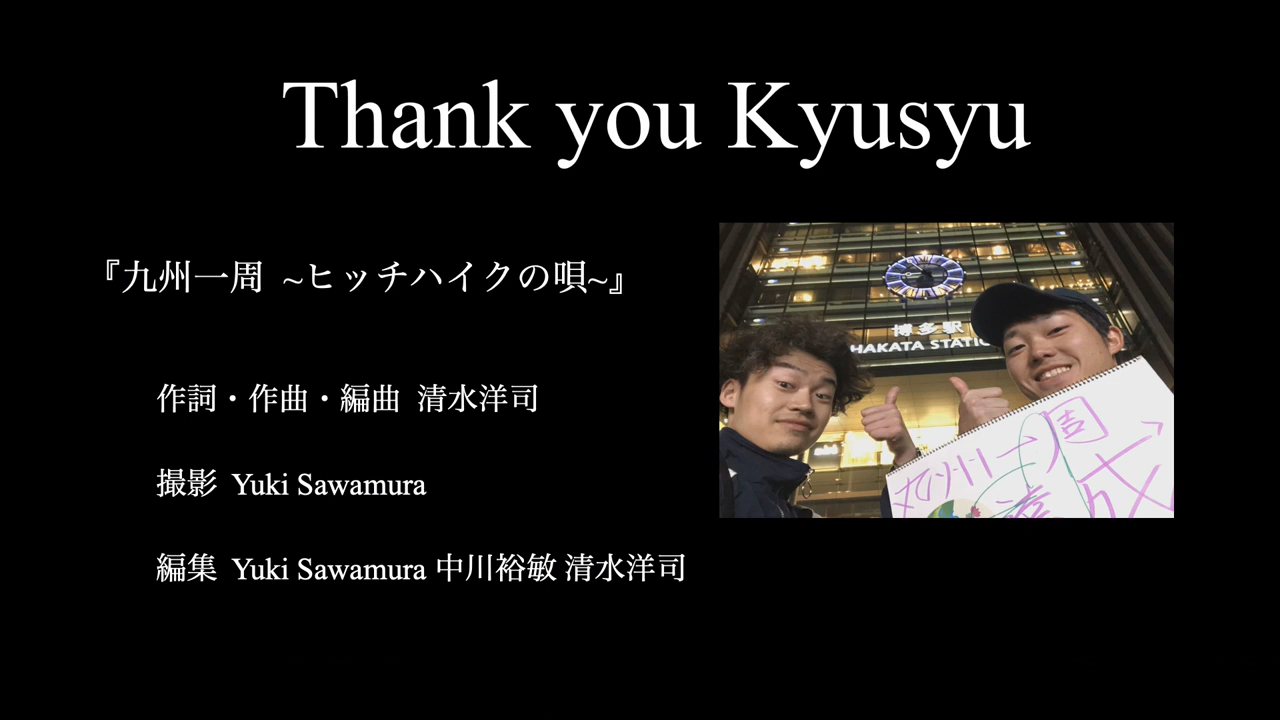 Thank you Kyusyu
『九州一周 ~ヒッチハイクの唄~』
作詞・作曲・編曲 清水洋司
撮影 Yuki Sawamura
編集 Yuki Sawamura 中川裕敏 清水洋司
博多駅
HAKATA
九州一周